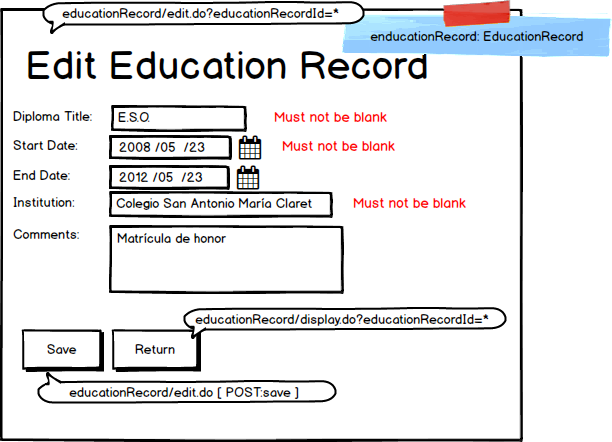 educationRecord/edit.do?educationRecordId=*
enducationRecord: EducationRecord
Edit Education Record
Diploma Title: E.S.O. Must not be blank
Start Date: 2008 /05 /23 Must not be blank
End Date: 2012 /05 /23
Institution: Colegio San Antonio María Claret Must not be blank
Comments: Matrícula de honor
educationRecord/display.do?educationRecordId=*
Save Return
educationRecord/edit.do [ POST:save ]